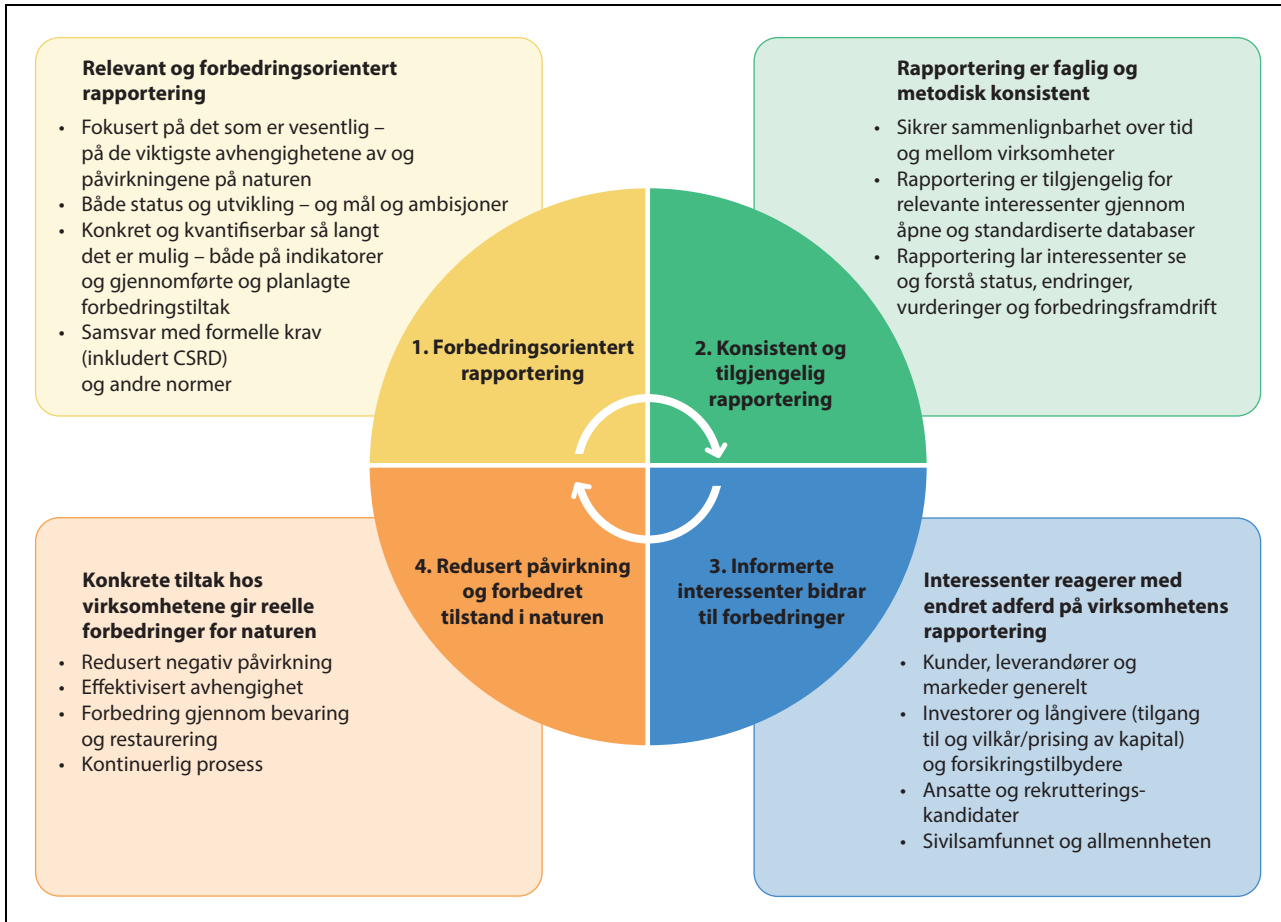 Relevant og forbedringsorientert
rapportering
• Fokusert på det som er vesentlig –
på de viktigste avhengighetene av og
påvirkningene på naturen
• Både status og utvikling – og mål og ambisjoner
• Konkret og kvantifiserbar så langt
det er mulig – både på indikatorer
og gjennomførte og planlagte
forbedringstiltak
• Samsvar med formelle krav
(inkludert CSRD)
og andre normer
Rapportering er faglig og
metodisk konsistent
• Sikrer sammenlignbarhet over tid
og mellom virksomheter
• Rapportering er tilgjengelig for
relevante interessenter gjennom
åpne og standardiserte databaser
• Rapportering lar interessenter se
og forstå status, endringer,
vurderinger og forbedringsframdrift
1. Forbedringsorientert
rapportering
2. Konsistent og
tilgjengelig
rapportering
4. Redusert påvirkning
og forbedret
tilstand i naturen
3. Informerte
interessenter bidrar
til forbedringer
Konkrete tiltak hos
virksomhetene gir reelle
forbedringer for naturen
• Redusert negativ påvirkning
• Effektivisert avhengighet
• Forbedring gjennom bevaring
og restaurering
• Kontinuerlig prosess
Interessenter reagerer med
endret adferd på virksomhetens
rapportering
• Kunder, leverandører og
markeder generelt
• Investorer og långivere (tilgang
til og vilkår/prising av kapital)
og forsikringstilbydere
• Ansatte og rekrutterings-
kandidater
• Sivilsamfunnet og allmennheten